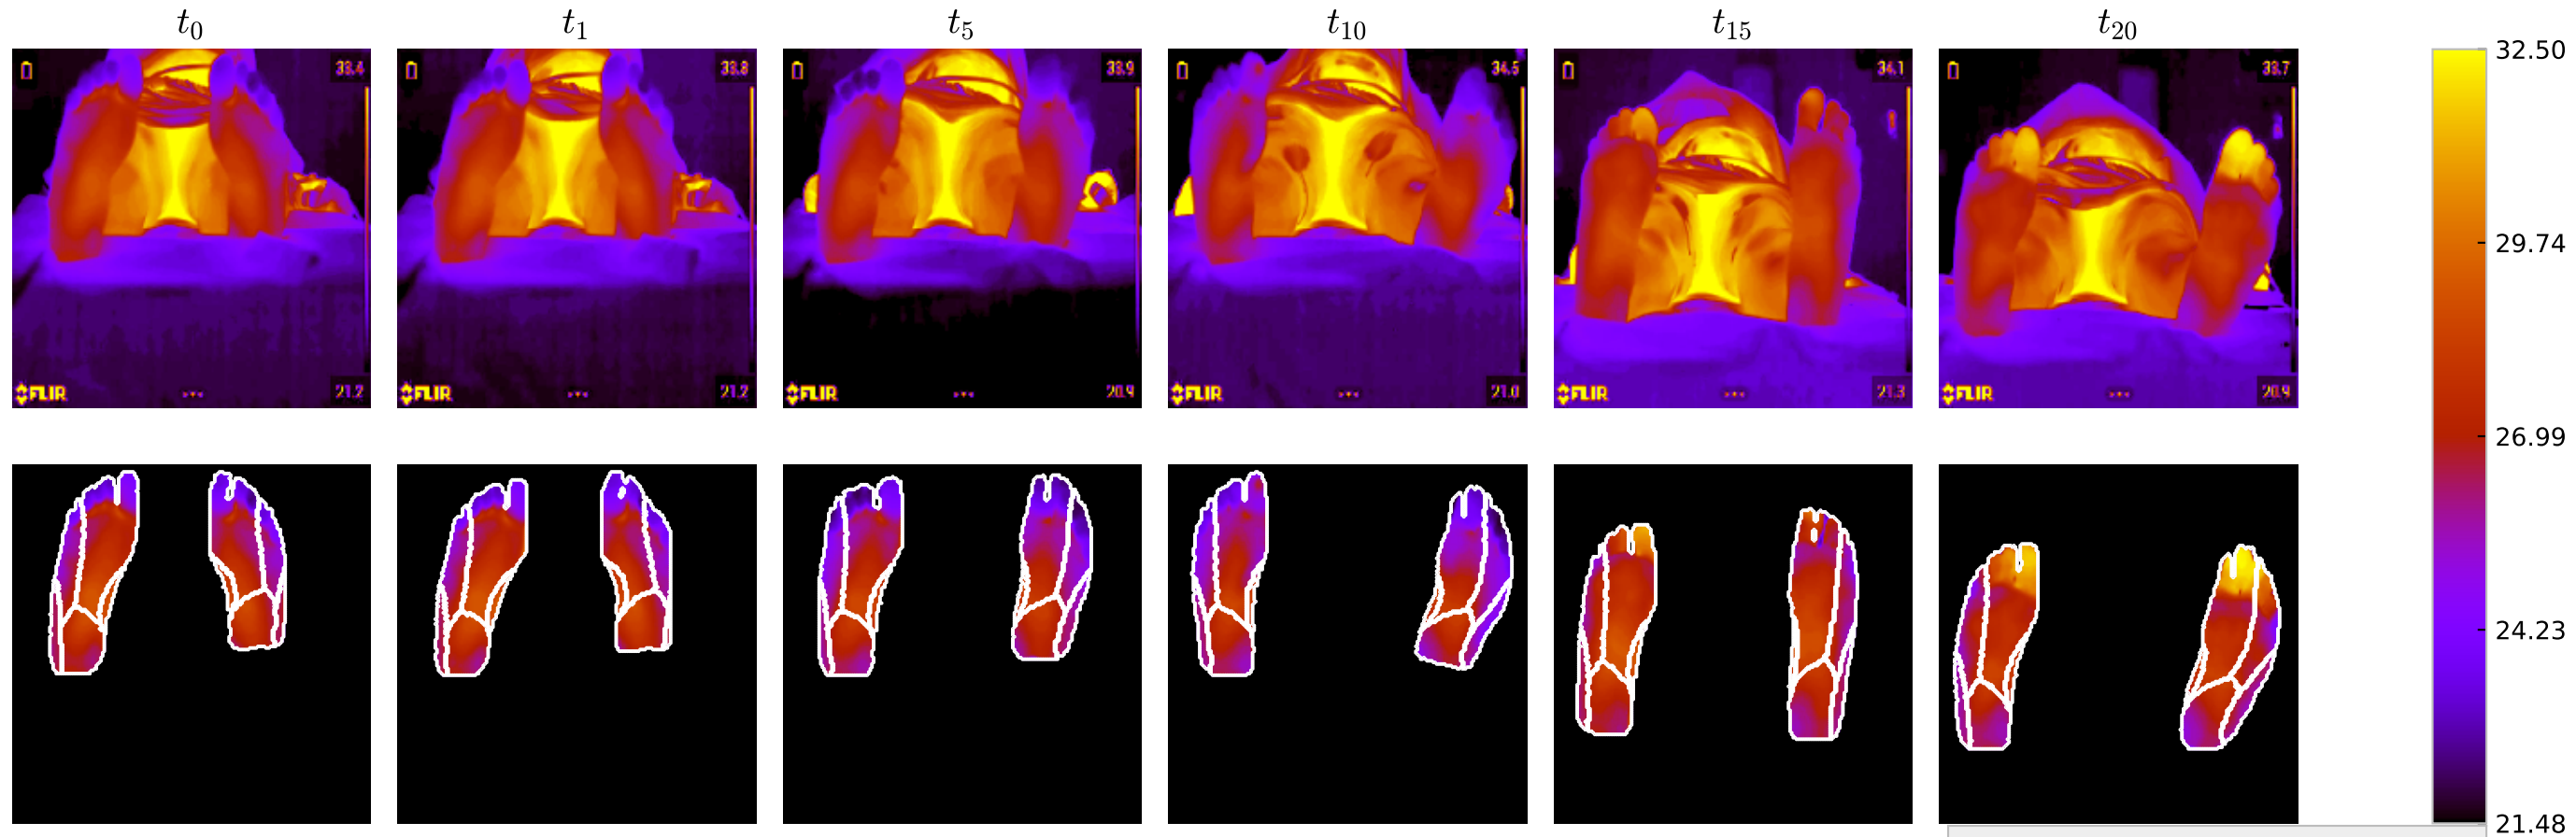 t0 t1 t5 t10 t15 t20
33.4 33.8 33.9 34.5 34.1 33.7
FLIR 21.2 FLIR 21.2 FLIR 20.9 FLIR 21.0 FLIR 21.3 FLIR 20.9
32.50
29.74
26.99
24.23
21.48